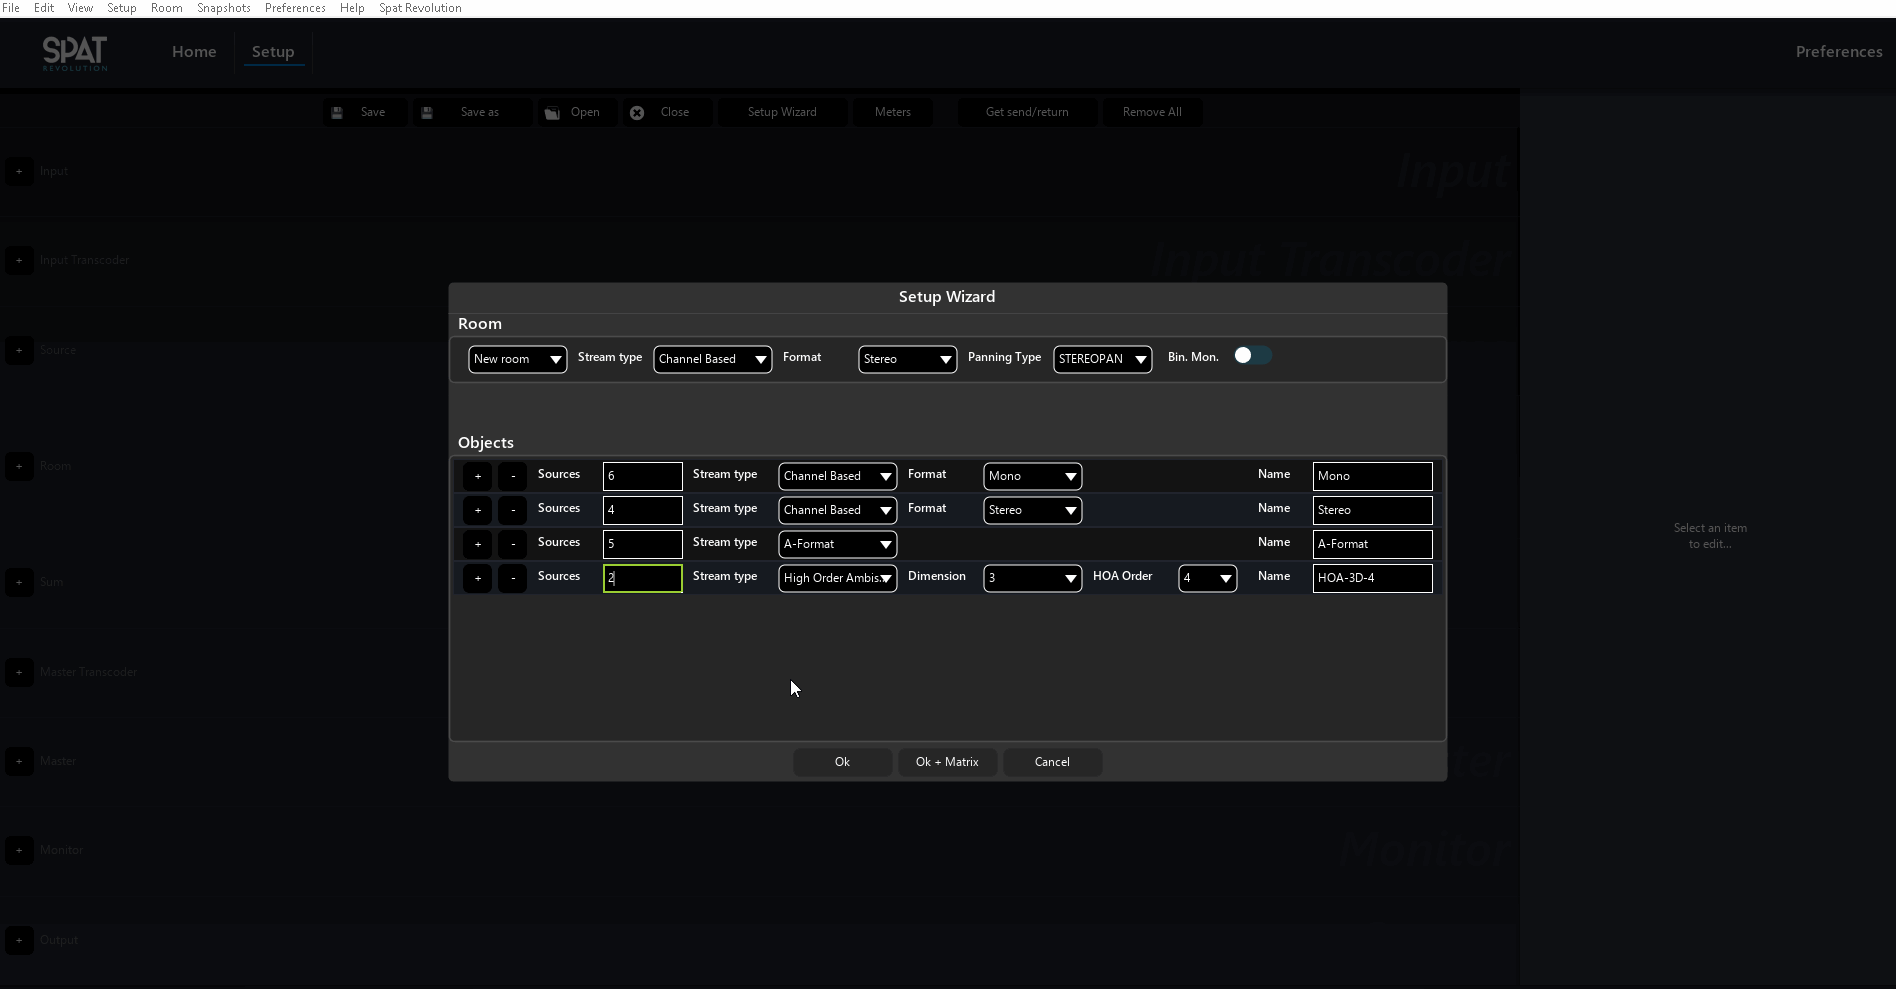 File Edit View Setup Room Snapshots Preferences Help Spat Revolution
SPAT
REVOLUTION
Home Setup Preferences
Save Save as Open Close Setup Wizard Meters Get send/return Remove All
+ Input Input
+ Input Transcoder Input Transcoder
Setup Wizard
Room
+ Source
New room Stream type Channel Based Format Stereo Panning Type STEREOPAN Bin. Mon.
Objects
+ Room
+ - Sources 6 Stream type Channel Based Format Mono Name Mono
+ - Sources 4 Stream type Channel Based Format Stereo Name Stereo
+ - Sources 5 Stream type A-Format Name A-Format
+ - Sources 2 Stream type High Order Ambis... Dimension 3 HOA Order 4 Name HOA-3D-4
Select an item
to edit...
+ Sum
+ Master Transcoder
+ Master ter
Ok Ok + Matrix Cancel
+ Monitor Monitor
+ Output